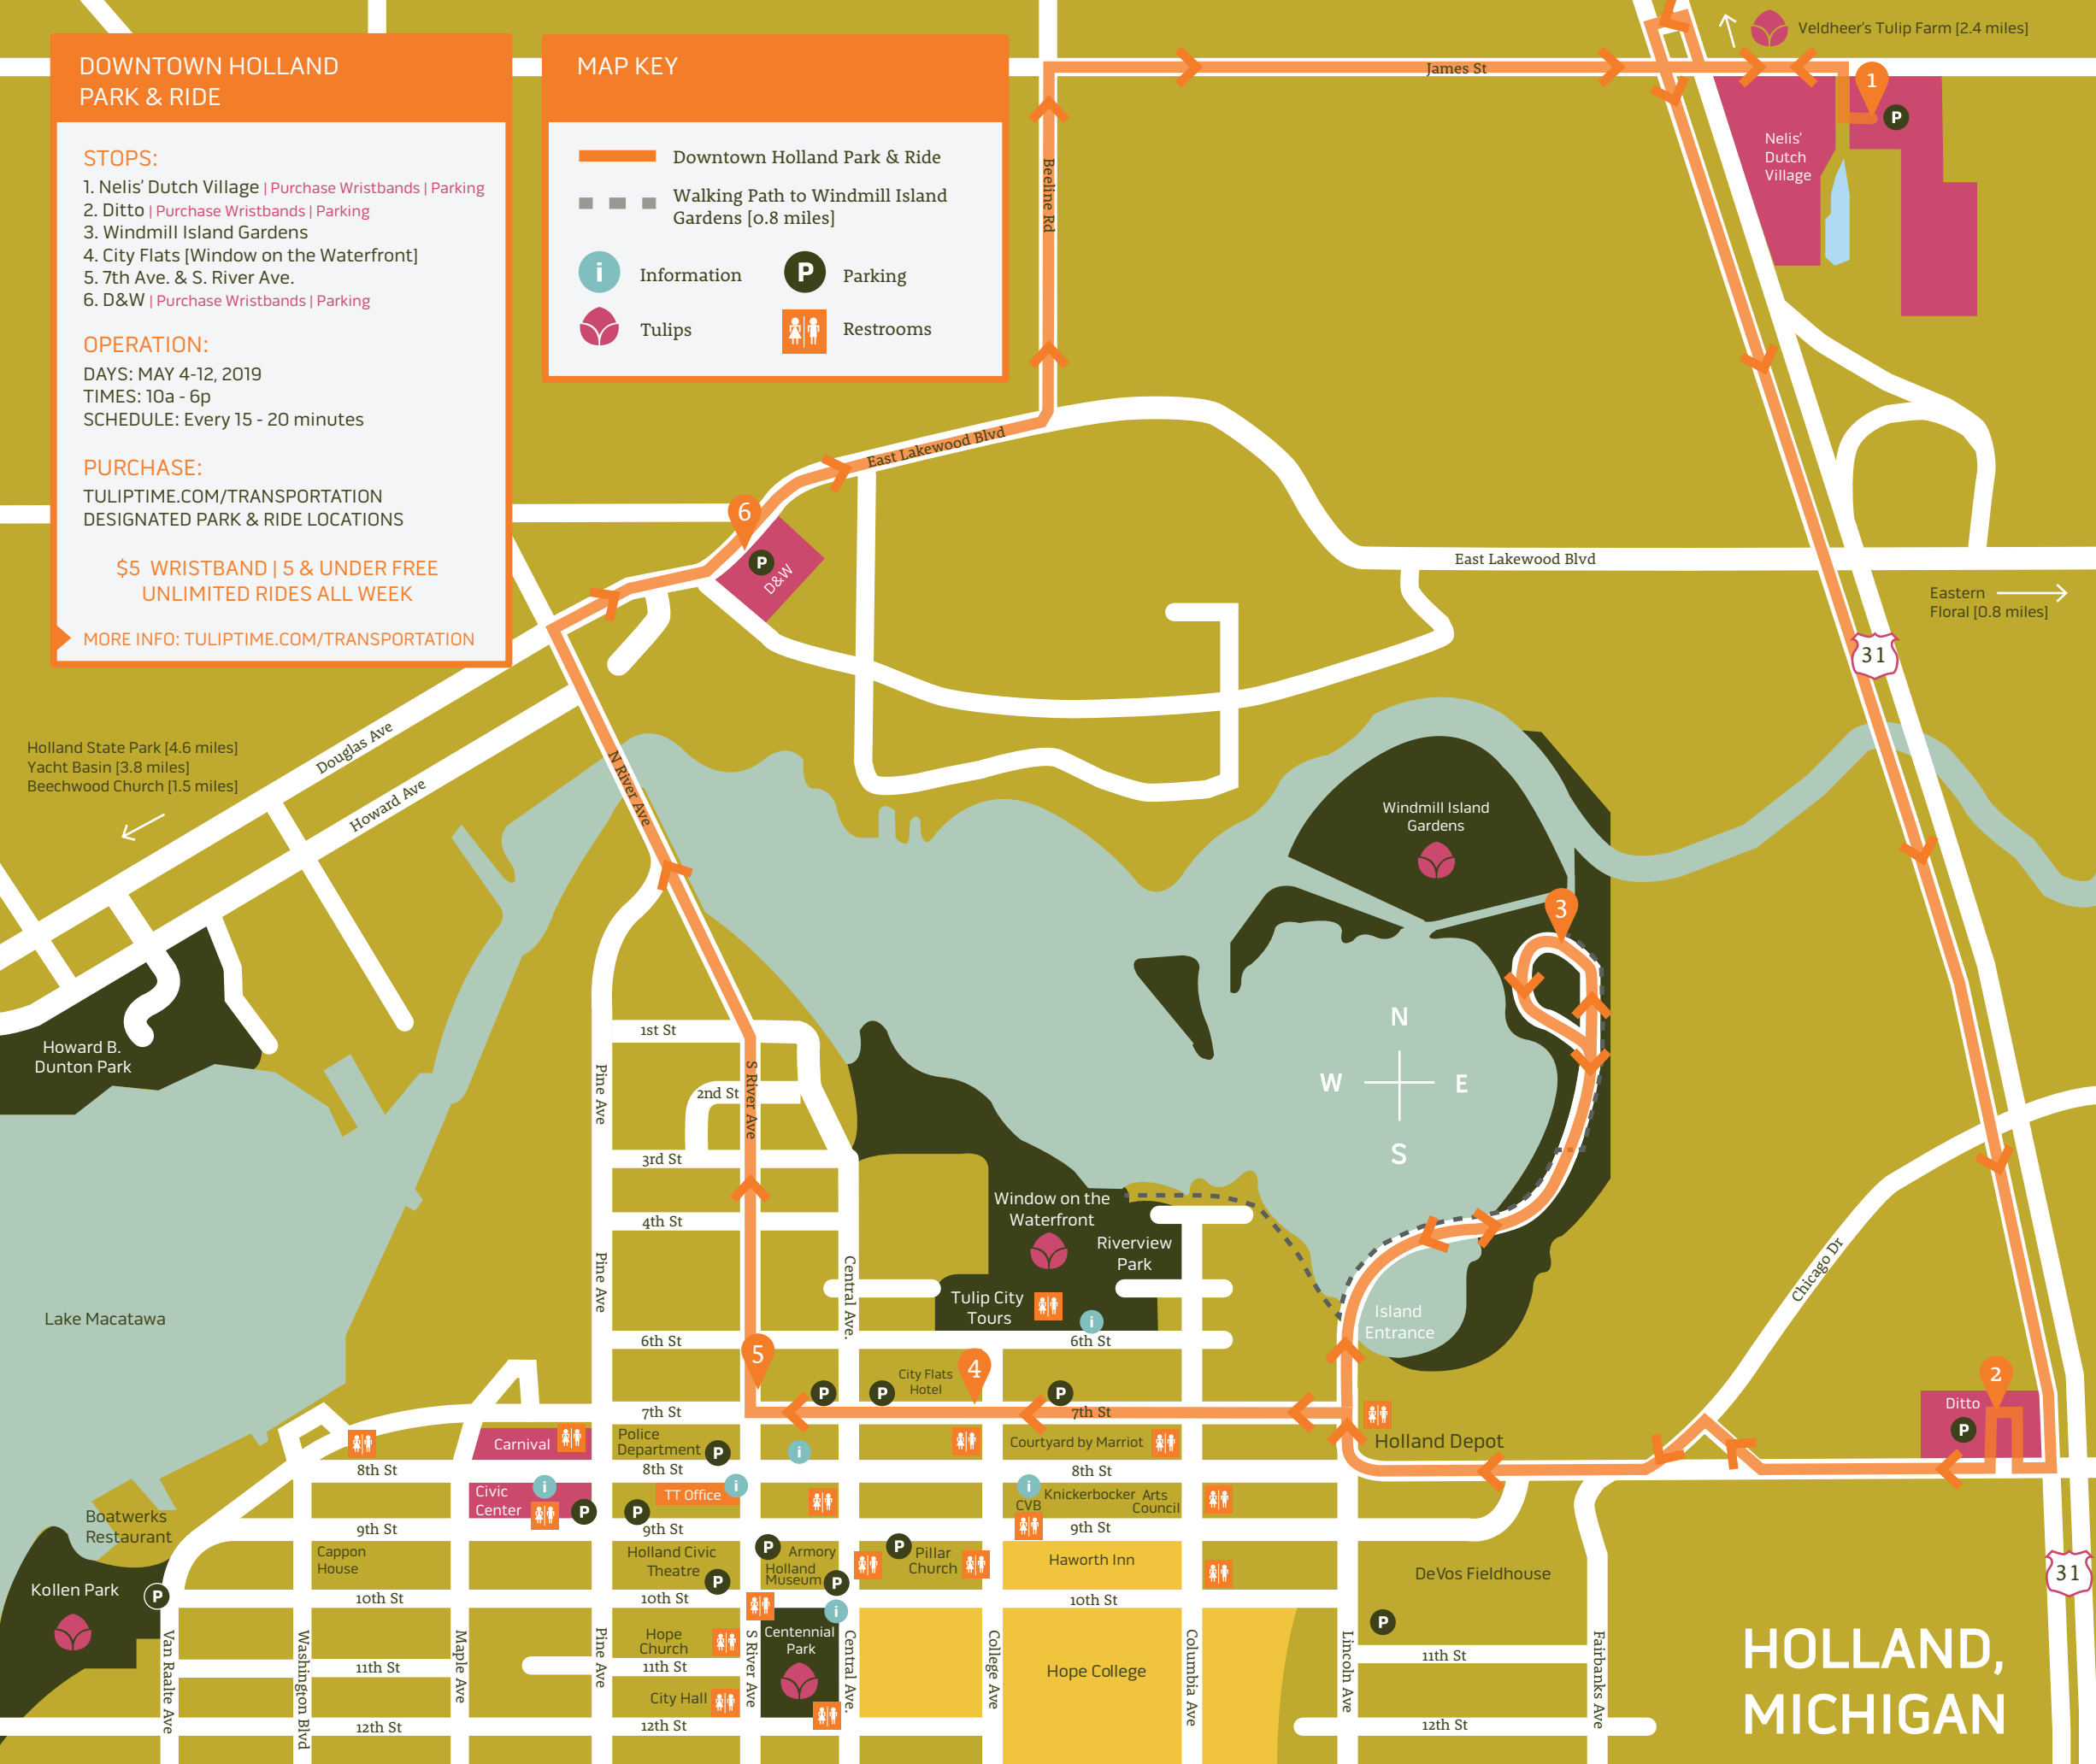 DOWNTOWN HOLLAND
PARK & RIDE
STOPS:
1. Nelis' Dutch Village | Purchase Wristbands | Parking
2. Ditto | Purchase Wristbands | Parking
3. Windmill Island Gardens
4. City Flats [Window on the Waterfront]
5. 7th Ave. & S. River Ave.
6. D&W | Purchase Wristbands | Parking
OPERATION:
DAYS: MAY 4-12, 2019
TIMES: 10a - 6p
SCHEDULE: Every 15 - 20 minutes
PURCHASE:
TULIPTIME.COM/TRANSPORTATION
DESIGNATED PARK & RIDE LOCATIONS
$5 WRISTBAND | 5 & UNDER FREE
UNLIMITED RIDES ALL WEEK
MORE INFO: TULIPTIME.COM/TRANSPORTATION
MAP KEY
Downtown Holland Park & Ride
Walking Path to Windmill Island
Gardens [0.8 miles]
i Information
P Parking
Tulips
Restrooms
Veldheer's Tulip Farm [2.4 miles]
James St
1
P
Nelis'
Dutch
Village
Beeline Rd
East Lakewood Blvd
6
P
D&W
East Lakewood Blvd
Eastern
Floral [0.8 miles]
31
Holland State Park [4.6 miles]
Yacht Basin [3.8 miles]
Beechwood Church [1.5 miles]
Douglas Ave
Howard Ave
N River Ave
Windmill Island
Gardens
3
N
W
E
S
Howard B.
Dunton Park
1st St
Pine Ave
2nd St
S River Ave
3rd St
4th St
Window on the
Waterfront
Riverview
Park
Pine Ave
Central Ave.
Tulip City
Tours
i
Island
Entrance
Chicago Dr
Lake Macatawa
6th St
6th St
5
4
City Flats
Hotel
P
P
P
2
Ditto
P
7th St
7th St
Carnival
Police
Department
P
i
Courtyard by Marriot
Holland Depot
8th St
8th St
8th St
Civic
Center
i
P
P
TT Office
i
i
CVB
Knickerbocker
Arts
Council
Boatwerks
Restaurant
9th St
9th St
9th St
Cappon
House
Holland Civic
Theatre
P
P
Armory
Holland
Museum
P
P
Pillar
Church
Haworth Inn
DeVos Fieldhouse
31
Kollen Park
P
10th St
10th St
10th St
i
P
Hope
Church
Centennial
Park
Hope College
11th St
11th St
11th St
City Hall
12th St
12th St
12th St
Van Raalte Ave
Washington Blvd
Maple Ave
Pine Ave
S River Ave
Central Ave.
College Ave
Columbia Ave
Lincoln Ave
Fairbanks Ave
HOLLAND,
MICHIGAN